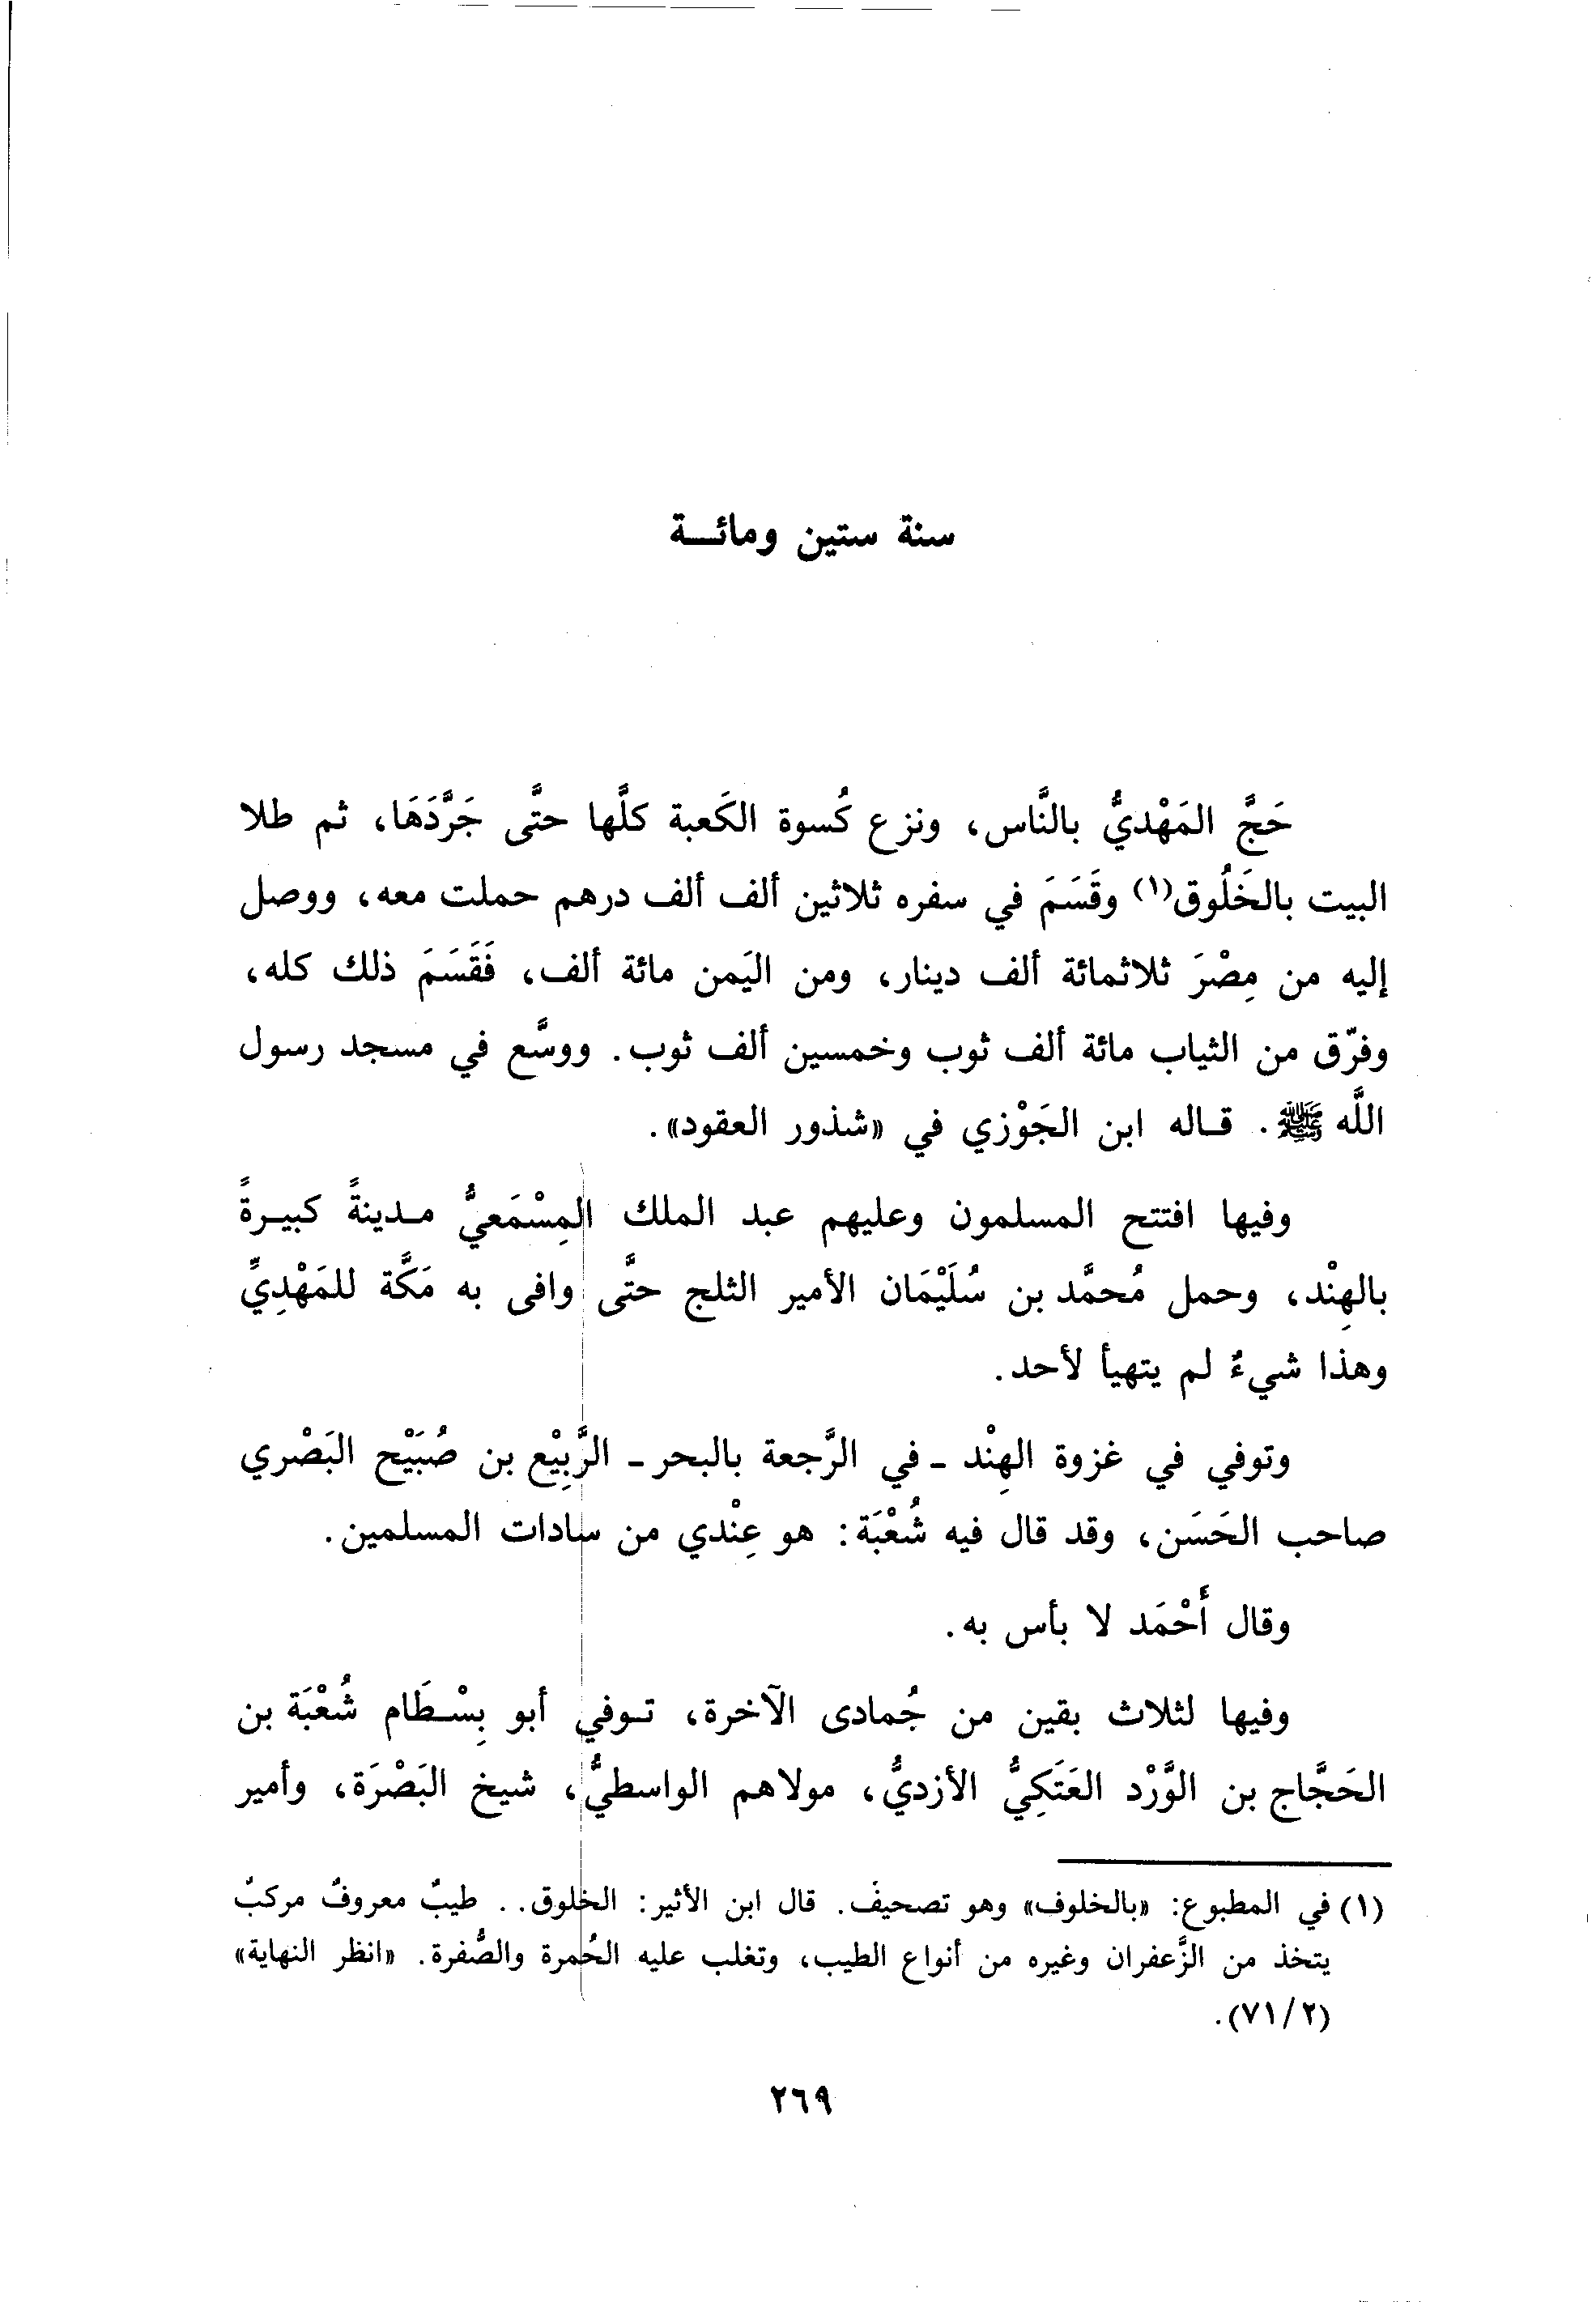 سنة ستين ومائة
حَجَّ المَهْديُّ بالنَّاس، ونزع كُسوة الكَعبة كلَّها حتَّى جَرَّدَهَا، ثم طلا
البيت بالخَلُوق(١) وقَسَمَ في سفره ثلاثين ألف ألف درهم حملت معه، ووصل
إليه من مِصْرَ ثلاثمائة ألف دينار، ومن اليَمن مائة ألف، فَقَسَمَ ذلك كله،
وفرّق من الثياب مائة ألف ثوب وخمسين ألف ثوب. ووسَّع في مسجد رسول
اللَّه ﷺ. قاله ابن الجَوْزي في «شذور العقود».
وفيها افتتح المسلمون وعليهم عبد الملك المِسْمَعيُّ مدينةً كبيرةً
بالهِنْد، وحمل مُحمَّد بن سُلَيْمَان الأمير الثلج حتَّى وافى به مَكَّة للمَهْدِيِّ
وهذا شيءٌ لم يتهيأ لأحد.
وتوفي في غزوة الهِنْد - في الرَّجعة بالبحر - الرَّبِيْع بن صُبَيْح البَصْري
صاحب الحَسَن، وقد قال فيه شُعْبَة: هو عِنْدي من سادات المسلمين.
وقال أَحْمَد لا بأس به.
وفيها لثلاث بقين من جُمادى الآخرة، توفي أبو بِسْطَام شُعْبَة بن
الحَجَّاج بن الوَّرْد العَتَكِيُّ الأزديُّ، مولاهم الواسطيُّ، شيخ البَصْرَة، وأمير
(١) في المطبوع: «بالخلوف» وهو تصحيفَ. قال ابن الأثير: الخلوق.. طيبٌ معروفٌ مركبٌ
يتخذ من الزَّعفران وغيره من أنواع الطيب، وتغلب عليه الحُمرة والصُّفرة. «انظر النهاية»
(٢/ ٧١).
٢٦٩